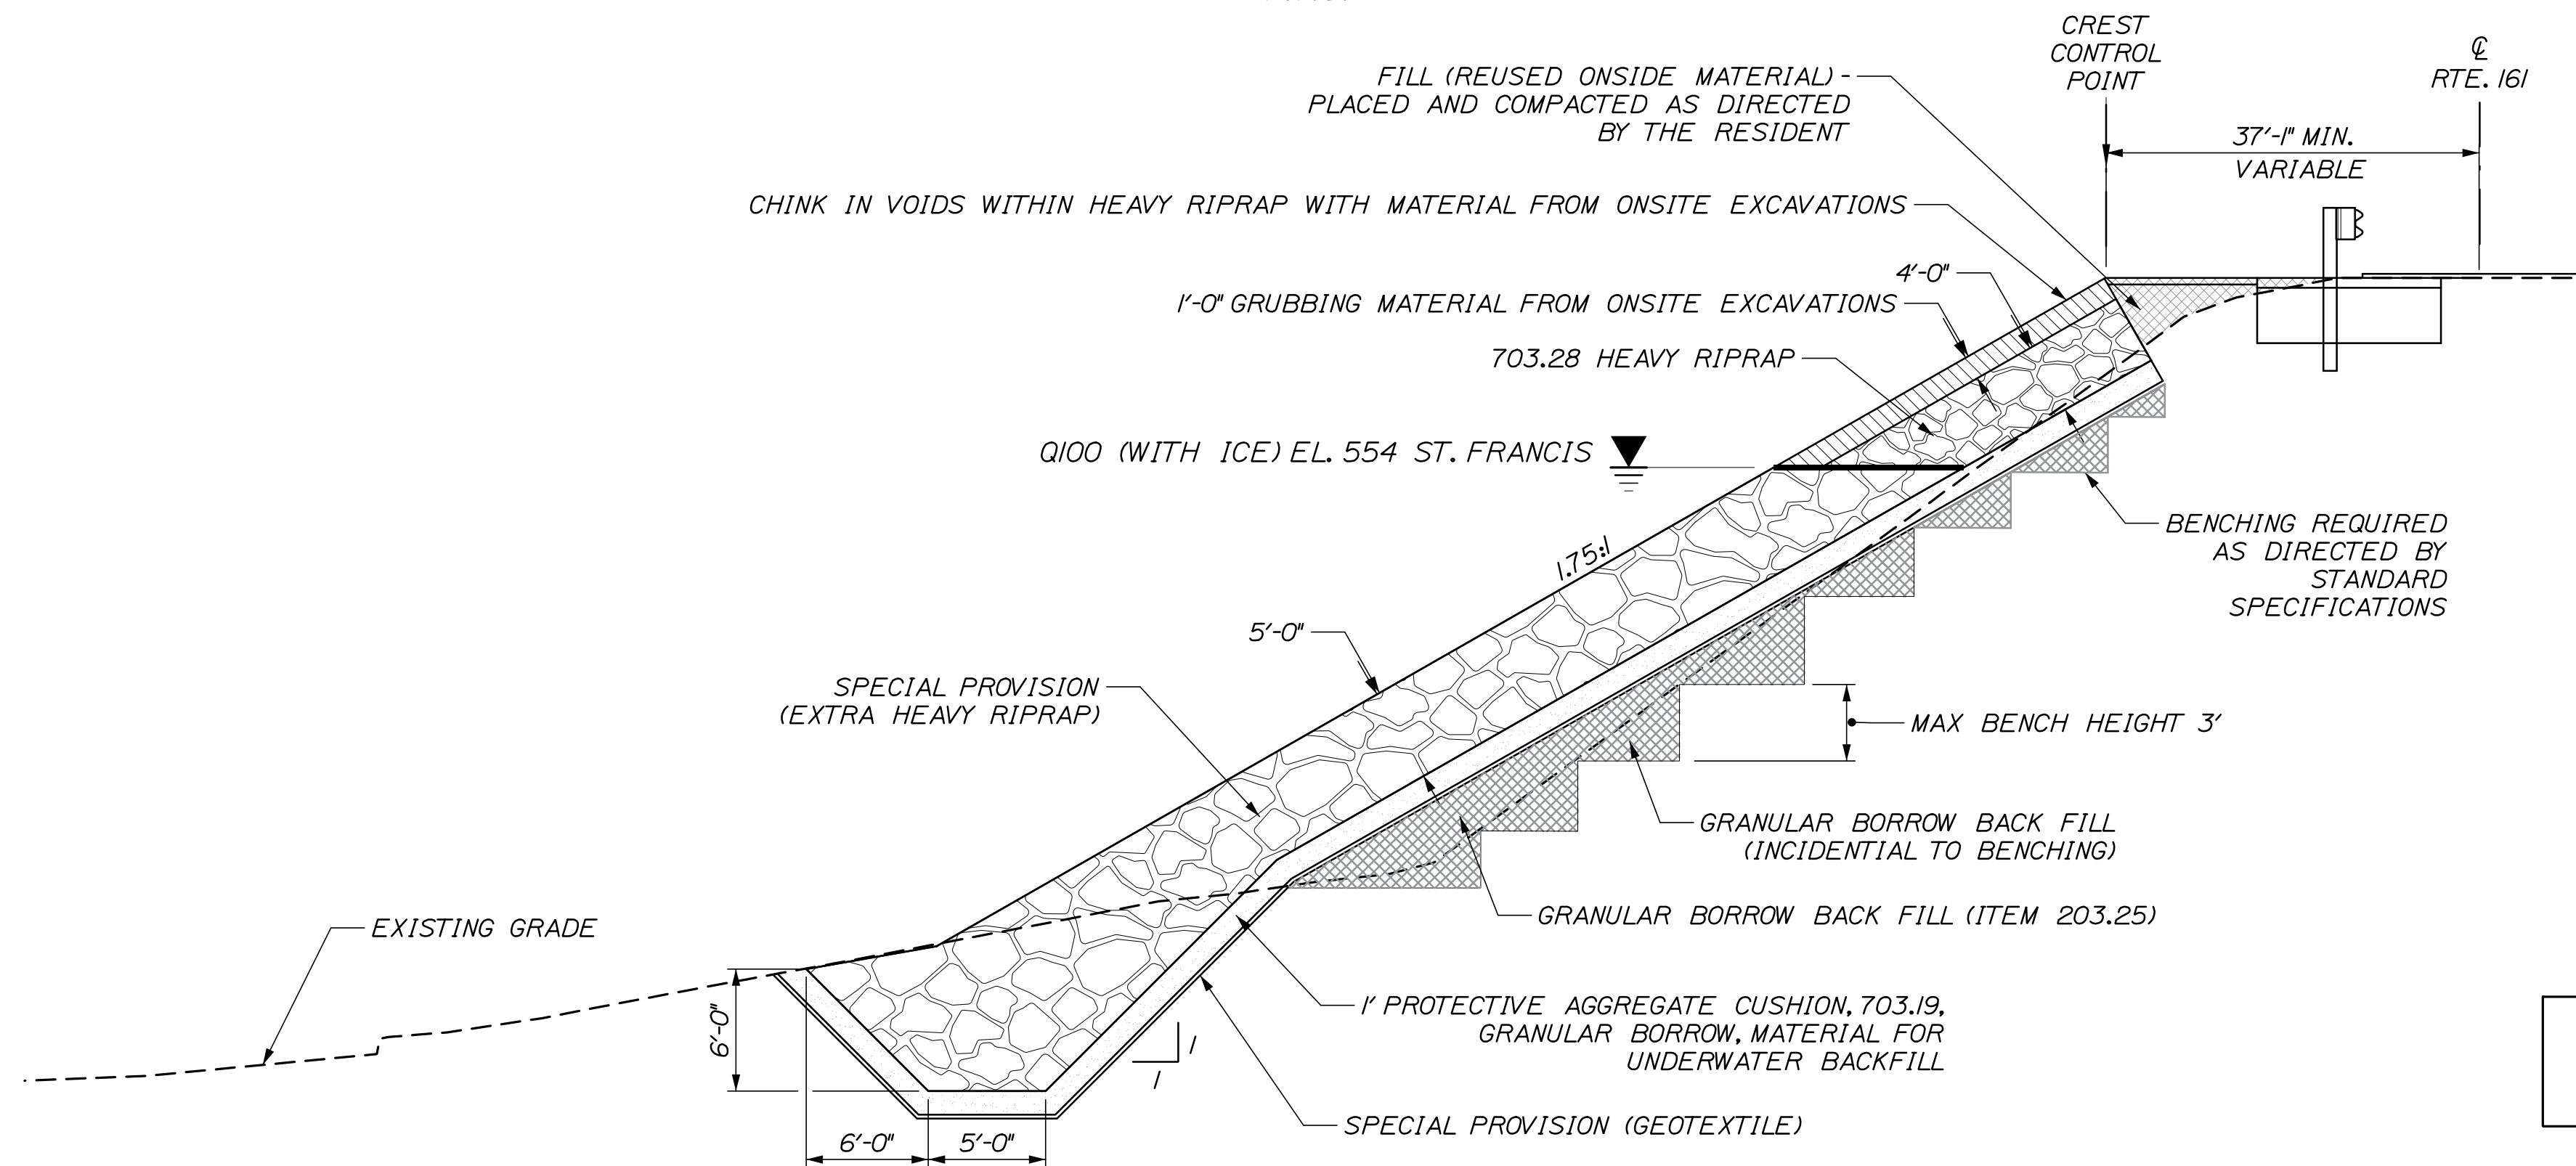 CREST
CONTROL
POINT
℄
RTE. 161
FILL (REUSED ONSIDE MATERIAL) -
PLACED AND COMPACTED AS DIRECTED
BY THE RESIDENT
37'-1" MIN.
VARIABLE
CHINK IN VOIDS WITHIN HEAVY RIPRAP WITH MATERIAL FROM ONSITE EXCAVATIONS
4'-0"
1'-0" GRUBBING MATERIAL FROM ONSITE EXCAVATIONS
703.28 HEAVY RIPRAP
Q100 (WITH ICE) EL. 554 ST. FRANCIS
BENCHING REQUIRED
AS DIRECTED BY
STANDARD
SPECIFICATIONS
1.75:1
5'-0"
SPECIAL PROVISION
(EXTRA HEAVY RIPRAP)
MAX BENCH HEIGHT 3'
GRANULAR BORROW BACK FILL
(INCIDENTIAL TO BENCHING)
GRANULAR BORROW BACK FILL (ITEM 203.25)
EXISTING GRADE
6'-0"
1' PROTECTIVE AGGREGATE CUSHION, 703.19,
GRANULAR BORROW, MATERIAL FOR
UNDERWATER BACKFILL
1
1
SPECIAL PROVISION (GEOTEXTILE)
6'-0"
5'-0"